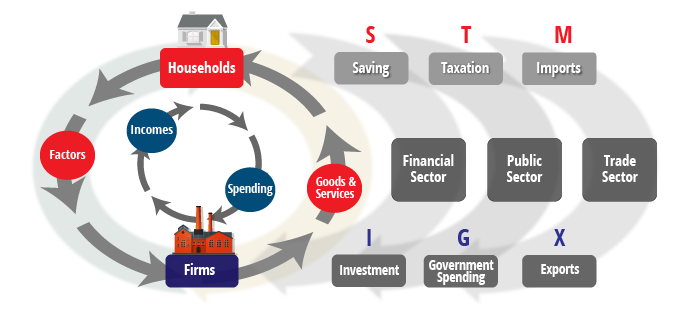 S T M
Households
Saving
Taxation
Imports
Incomes
Factors
Financial
Sector
Public
Sector
Trade
Sector
Spending
Goods &
Services
I G X
Firms
Investment
Government
Spending
Exports